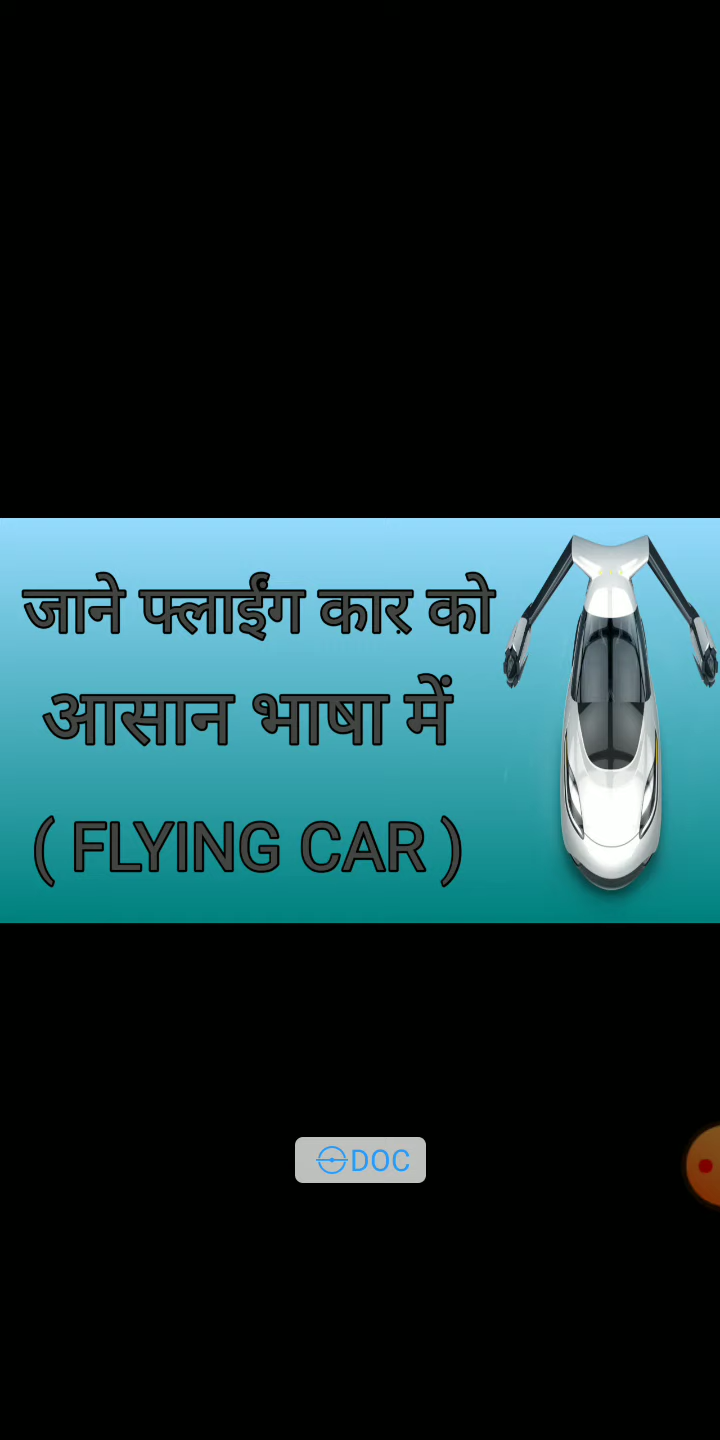 जाने फ्लाईंग कार को
आसान भाषा में
( FLYING CAR )
DOC